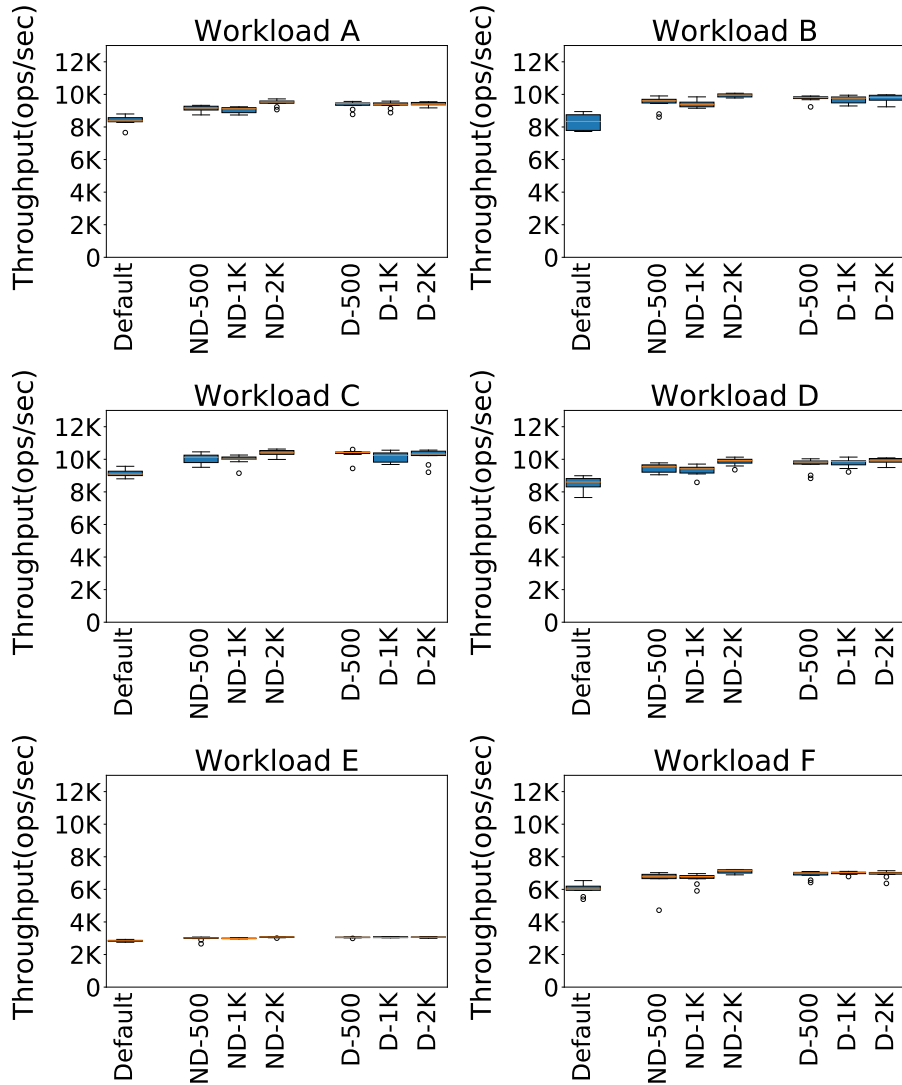 Workload A
Throughput(ops/sec)
12K
10K
8K
6K
4K
2K
0
Default
ND-500
ND-1K
ND-2K
D-500
D-1K
D-2K
Workload B
Throughput(ops/sec)
12K
10K
8K
6K
4K
2K
0
Default
ND-500
ND-1K
ND-2K
D-500
D-1K
D-2K
Workload C
Throughput(ops/sec)
12K
10K
8K
6K
4K
2K
0
Default
ND-500
ND-1K
ND-2K
D-500
D-1K
D-2K
Workload D
Throughput(ops/sec)
12K
10K
8K
6K
4K
2K
0
Default
ND-500
ND-1K
ND-2K
D-500
D-1K
D-2K
Workload E
Throughput(ops/sec)
12K
10K
8K
6K
4K
2K
0
Default
ND-500
ND-1K
ND-2K
D-500
D-1K
D-2K
Workload F
Throughput(ops/sec)
12K
10K
8K
6K
4K
2K
0
Default
ND-500
ND-1K
ND-2K
D-500
D-1K
D-2K